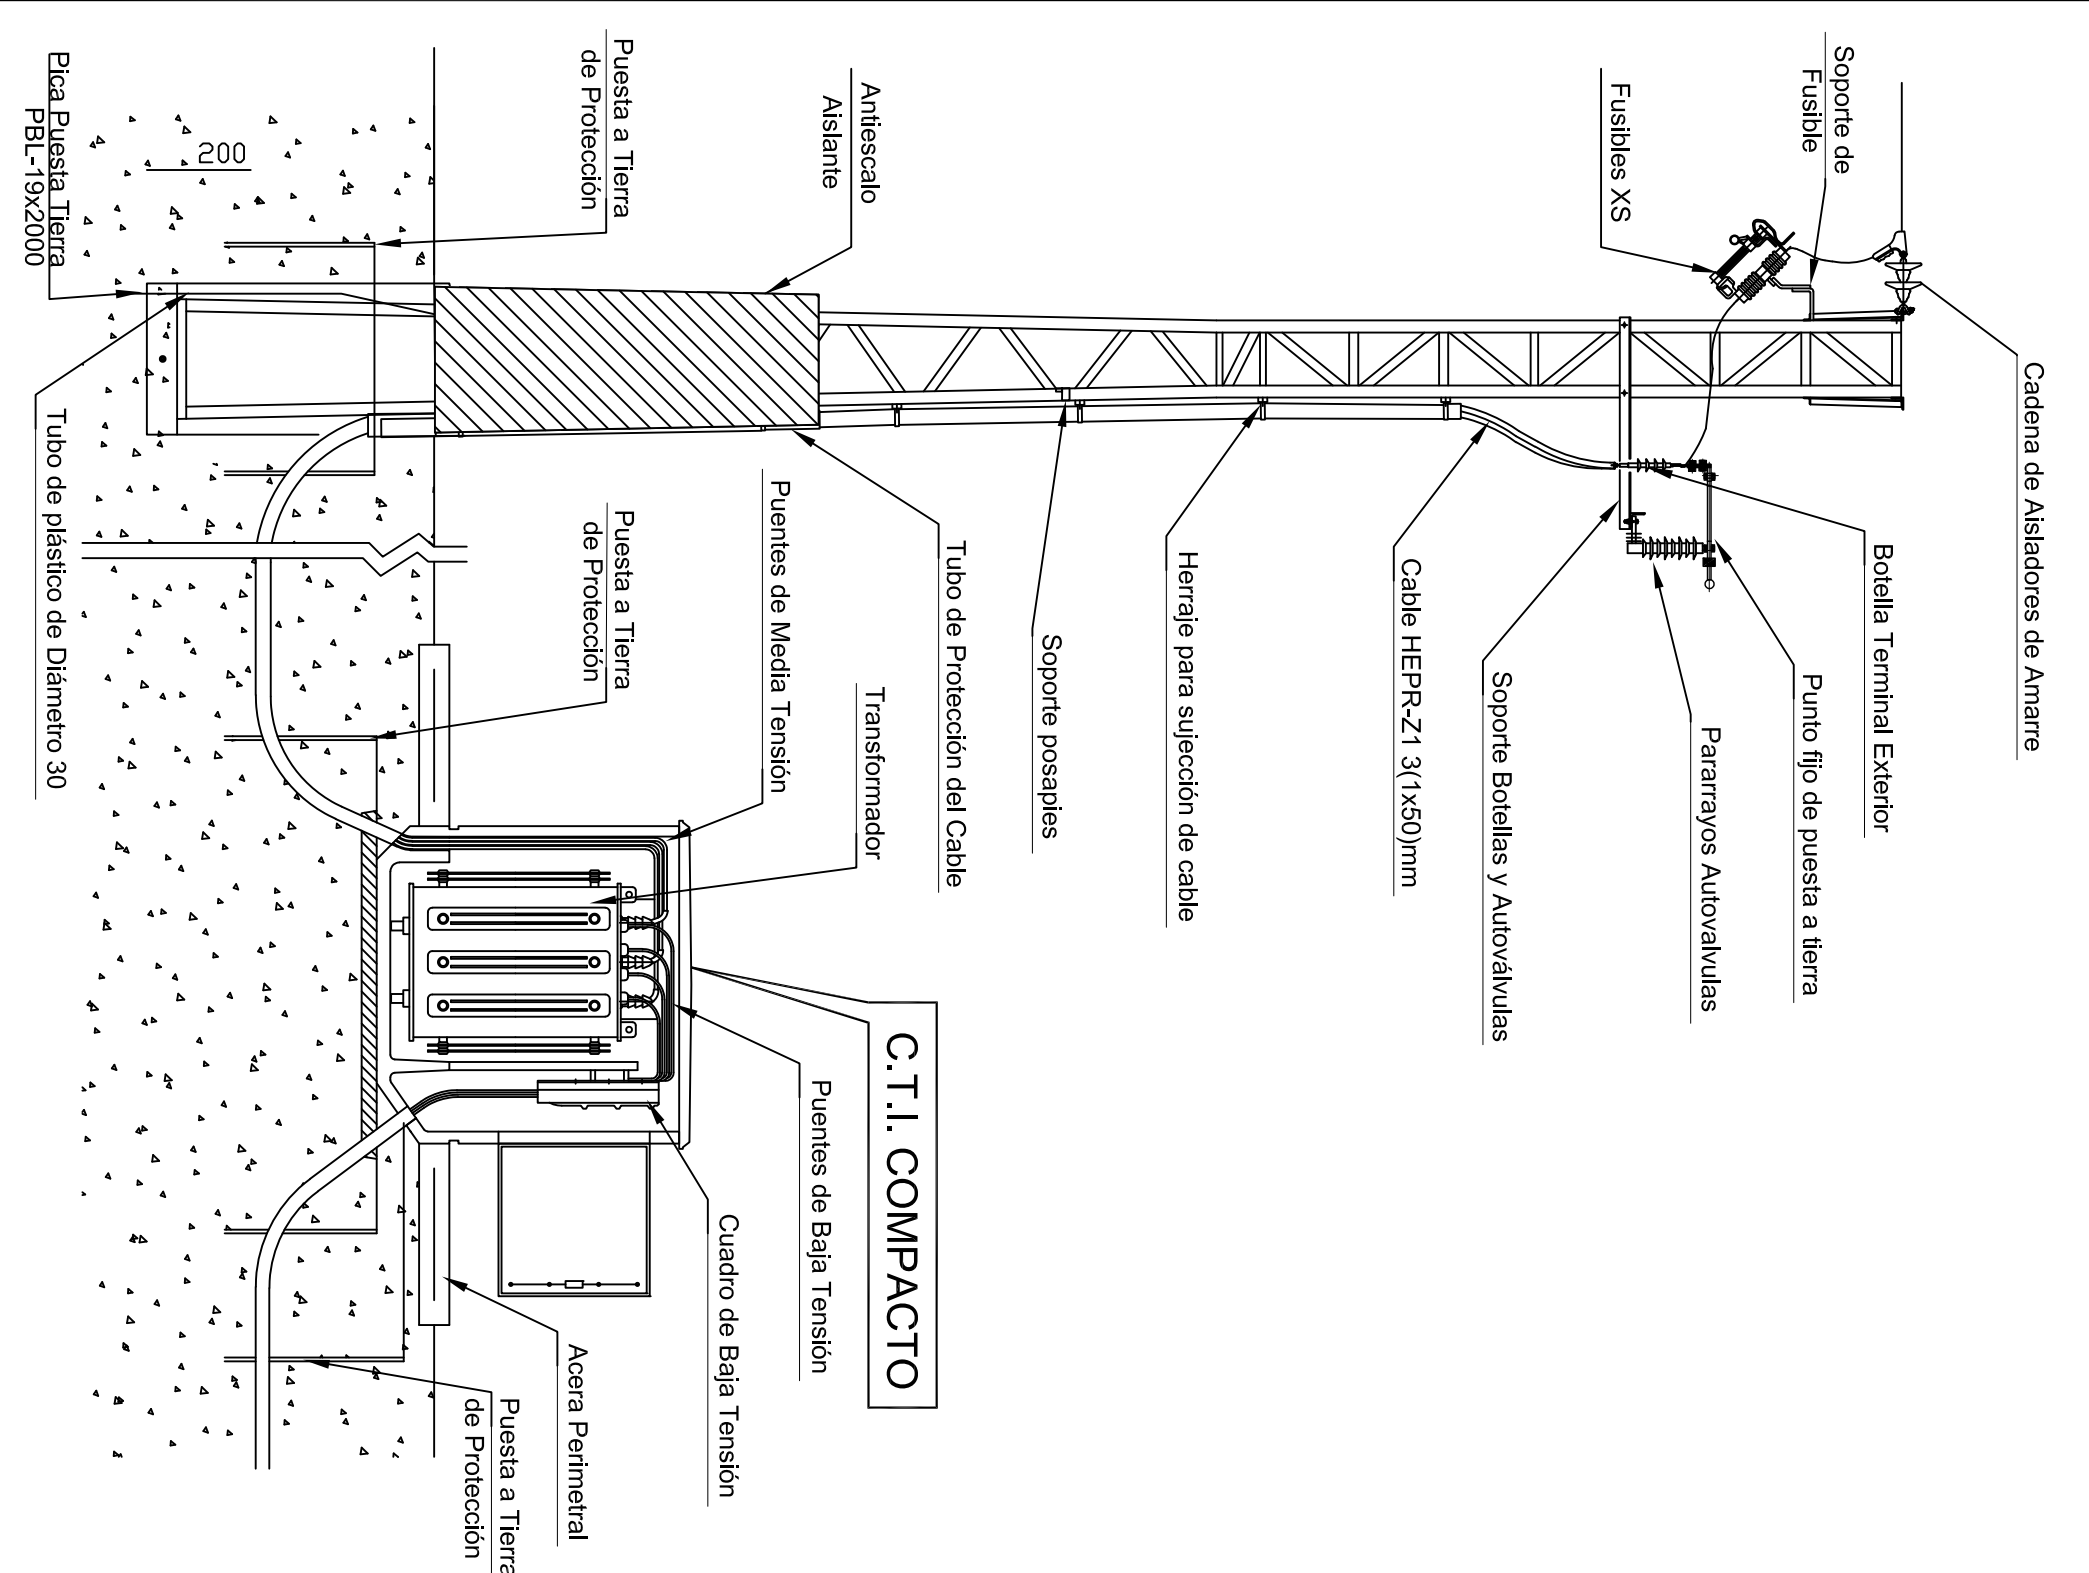 Cadena de Aisladores de Amarre
Botella Terminal Exterior
Soporte de
Fusible
Punto fijo de puesta a tierra
Pararrayos Autovalvulas
Fusibles XS
Soporte Botellas y Autoválvulas
Cable HEPR-Z1 3(1x50)mm
Herraje para sujección de cable
Soporte posapies
Tubo de Protección del Cable
C.T.I. COMPACTO
Antiescalo
Aislante
Transformador
Puentes de Baja Tensión
Puentes de Media Tensión
Cuadro de Baja Tensión
Puesta a Tierra
de Protección
Puesta a Tierra
de Protección
Acera Perimetral
Puesta a Tierra
de Protección
200
Pica Puesta Tierra
PBL-19x2000
Tubo de plástico de Diámetro 30